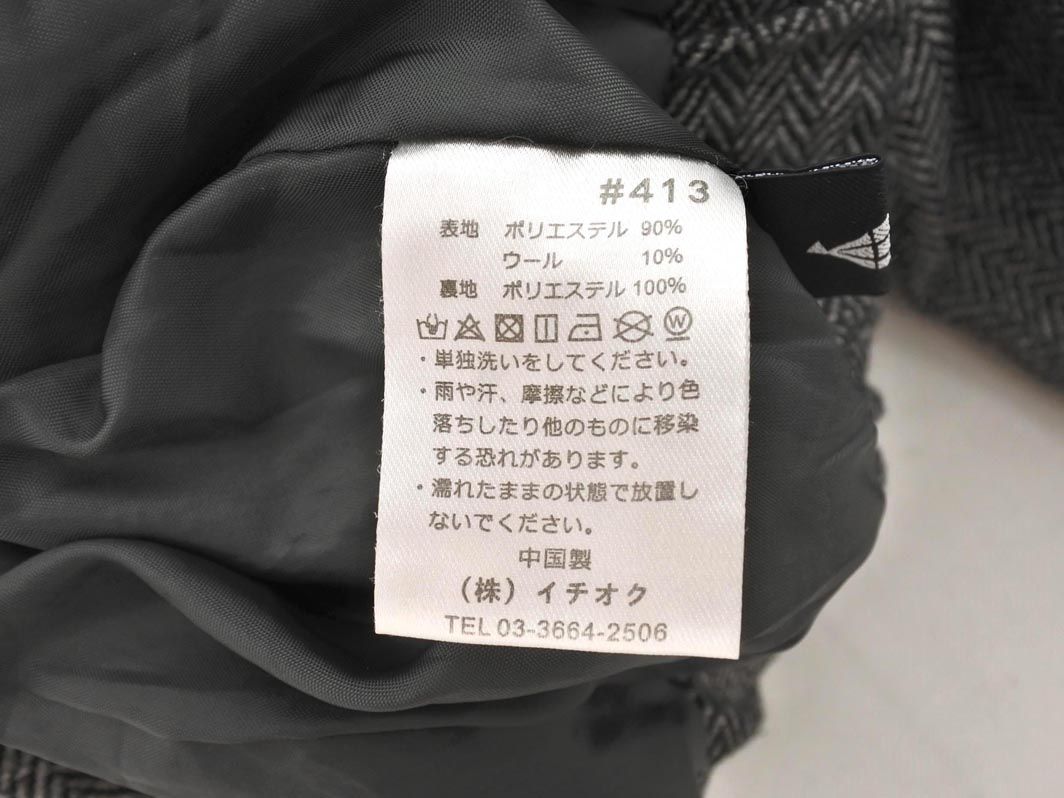 #413
表地 ポリエステル 90%
ウール 10%
裏地 ポリエステル 100%
W
・単独洗いをしてください。
・雨や汗、摩擦などにより色
落ちしたり他のものに移染
する恐れがあります。
・濡れたままの状態で放置し
ないでください。
中国製
(株) イチオク
TEL 03-3664-2506